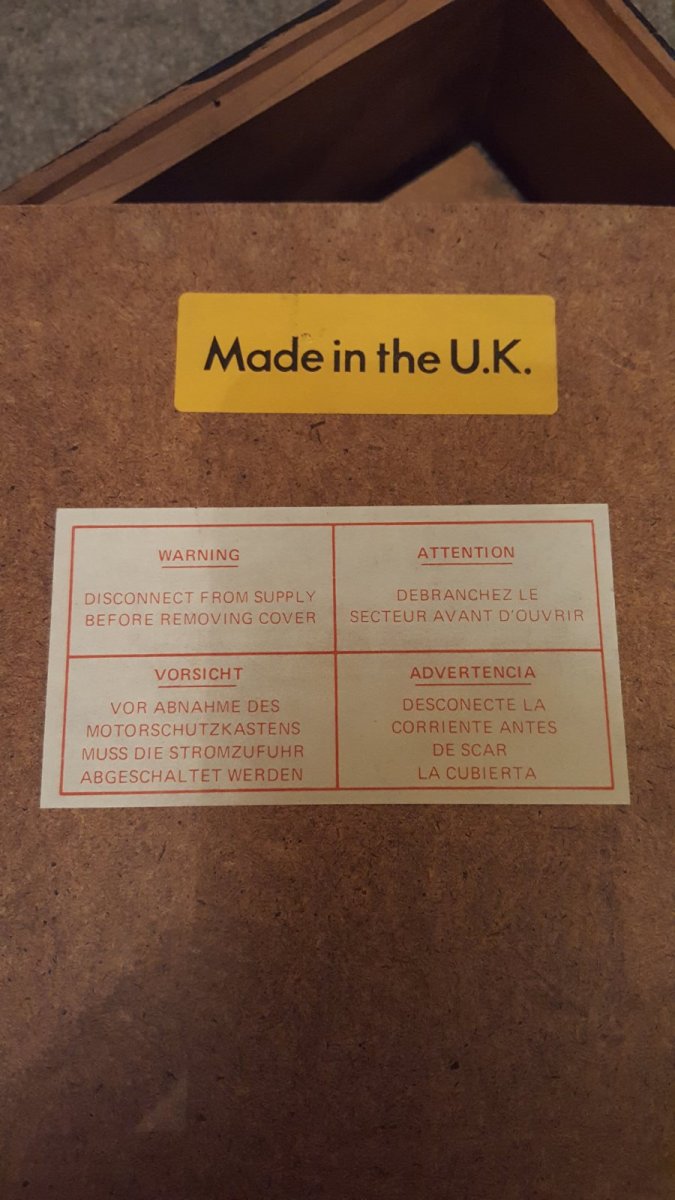 Made in the U.K.
WARNING
DISCONNECT FROM SUPPLY
BEFORE REMOVING COVER
ATTENTION
DEBRANCHEZ LE
SECTEUR AVANT D'OUVRIR
VORSICHT
VOR ABNAHME DES
MOTORSCHUTZKASTENS
MUSS DIE STROMZUFUHR
ABGESCHALTET WERDEN
ADVERTENCIA
DESCONECTE LA
CORRIENTE ANTES
DE SCAR
LA CUBIERTA